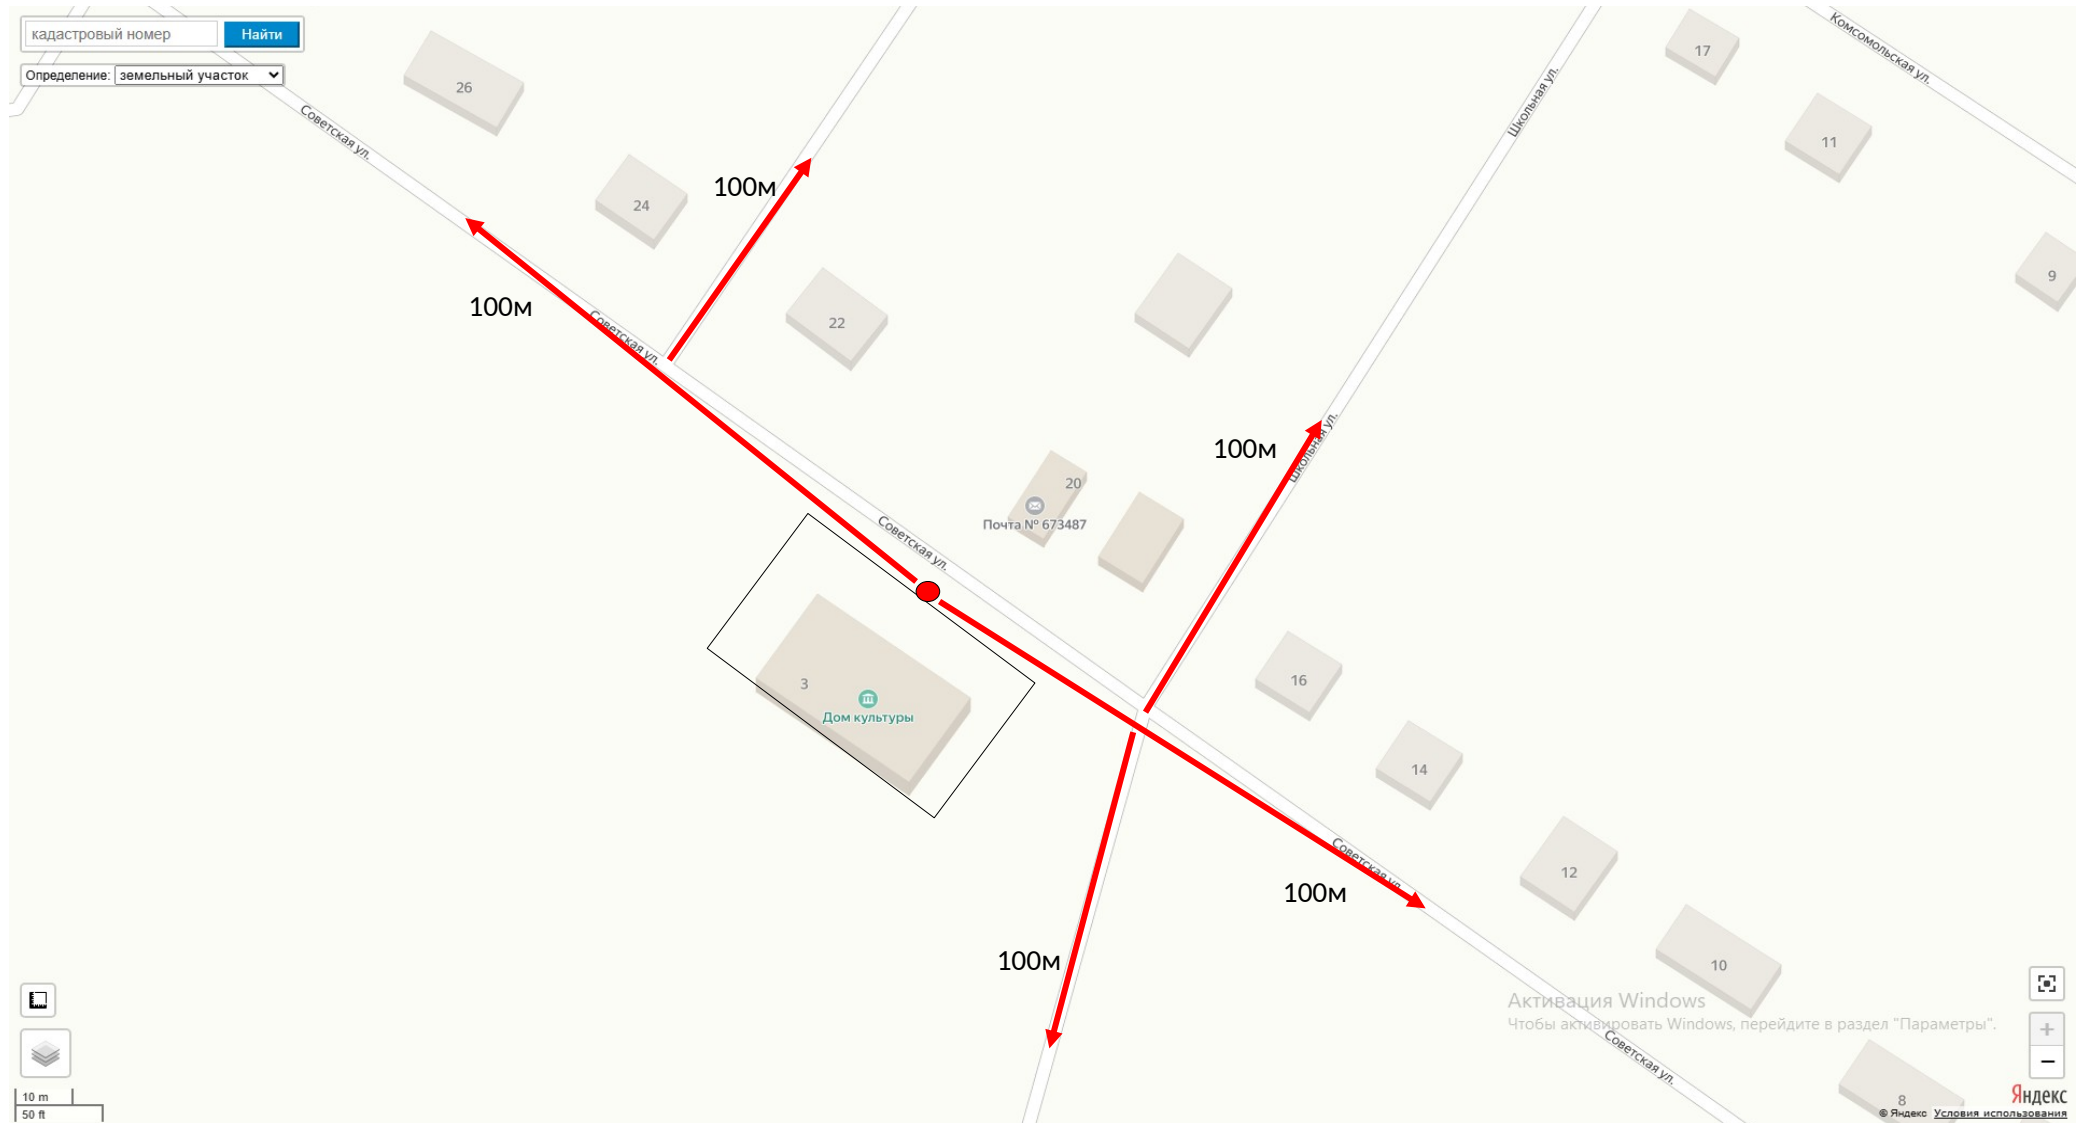 кадастровый номер
Найти
Определение: земельный участок
Комсомольская ул.
17
26
Советская ул.
Школьная ул.
11
100м
24
9
100м
22
Советская ул.
100м
Школьная ул.
20
Почта № 673487
Советская ул.
3
Дом культуры
16
14
Советская ул.
12
100м
100м
10
Активация Windows
Чтобы активировать Windows, перейдите в раздел "Параметры".
Советская ул.
+
−
10 m
50 ft
8
Яндекс
© Яндекс Условия использования